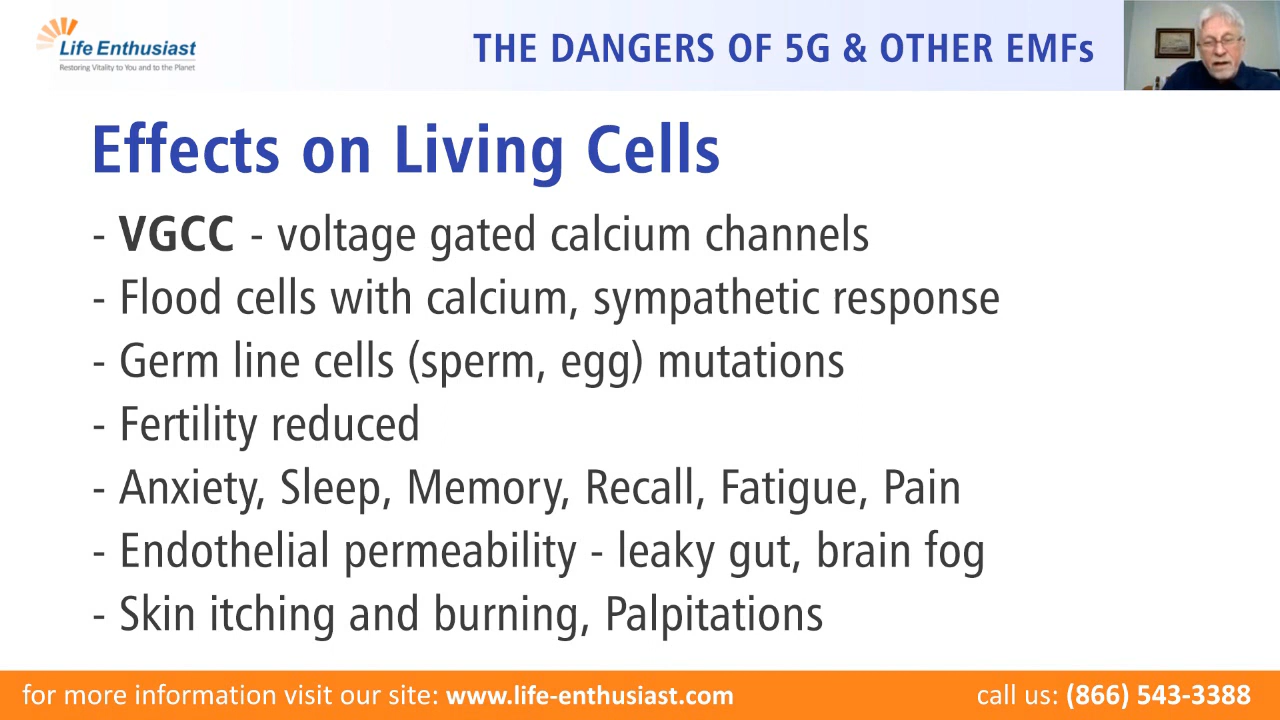 Life Enthusiast
Restoring Vitality to You and to the Planet
THE DANGERS OF 5G & OTHER EMFs
Effects on Living Cells
- VGCC - voltage gated calcium channels
- Flood cells with calcium, sympathetic response
- Germ line cells (sperm, egg) mutations
- Fertility reduced
- Anxiety, Sleep, Memory, Recall, Fatigue, Pain
- Endothelial permeability - leaky gut, brain fog
- Skin itching and burning, Palpitations
for more information visit our site: www.life-enthusiast.com
call us: (866) 543-3388